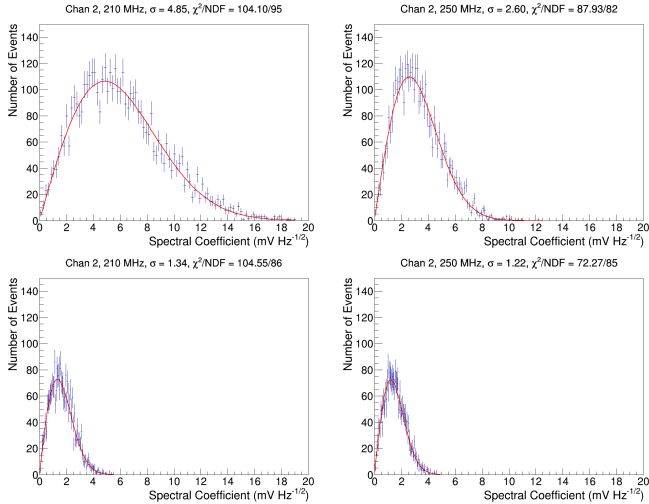 Chan 2, 210 MHz, σ = 4.85, χ²/NDF = 104.10/95
Number of Events
140
120
100
80
60
40
20
0
0 2 4 6 8 10 12 14 16 18 20
Spectral Coefficient (mV Hz^-1/2)
Chan 2, 250 MHz, σ = 2.60, χ²/NDF = 87.93/82
Number of Events
140
120
100
80
60
40
20
0
0 2 4 6 8 10 12 14 16 18 20
Spectral Coefficient (mV Hz^-1/2)
Chan 2, 210 MHz, σ = 1.34, χ²/NDF = 104.55/86
Number of Events
140
120
100
80
60
40
20
0
0 2 4 6 8 10 12 14 16 18 20
Spectral Coefficient (mV Hz^-1/2)
Chan 2, 250 MHz, σ = 1.22, χ²/NDF = 72.27/85
Number of Events
140
120
100
80
60
40
20
0
0 2 4 6 8 10 12 14 16 18 20
Spectral Coefficient (mV Hz^-1/2)